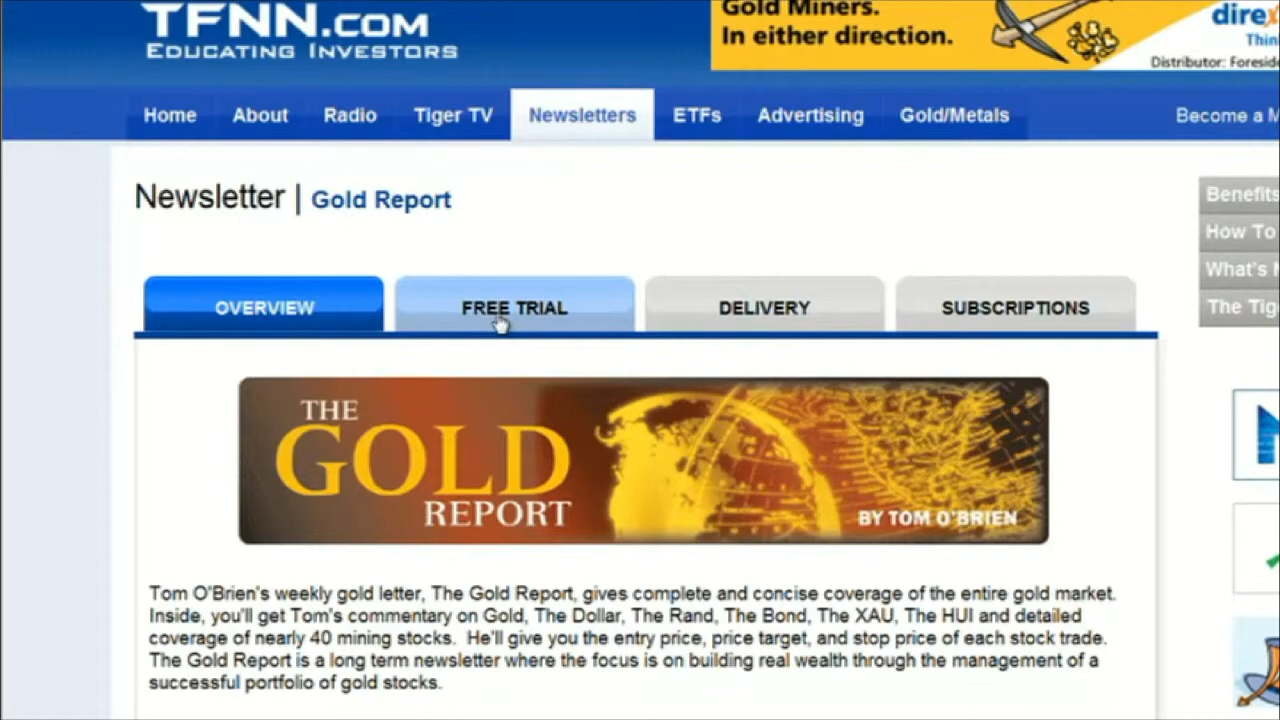 TFNN.COM
EDUCATING INVESTORS
Gold Miners.
In either direction.
Distributor:
Home About Radio Tiger TV Newsletters ETFs Advertising Gold/Metals Become a
Newsletter | Gold Report
Benefits
How To
What's
The
OVERVIEW FREE TRIAL DELIVERY SUBSCRIPTIONS
THE
GOLD
REPORT
BY TOM O'BRIEN
Tom O'Brien's weekly gold letter, The Gold Report, gives complete and concise coverage of the entire gold market.
Inside, you'll get Tom's commentary on Gold, The Dollar, The Rand, The Bond, The XAU, The HUI and detailed
coverage of nearly 40 mining stocks. He'll give you the entry price, price target, and stop price of each stock trade.
The Gold Report is a long term newsletter where the focus is on building real wealth through the management of a
successful portfolio of gold stocks.